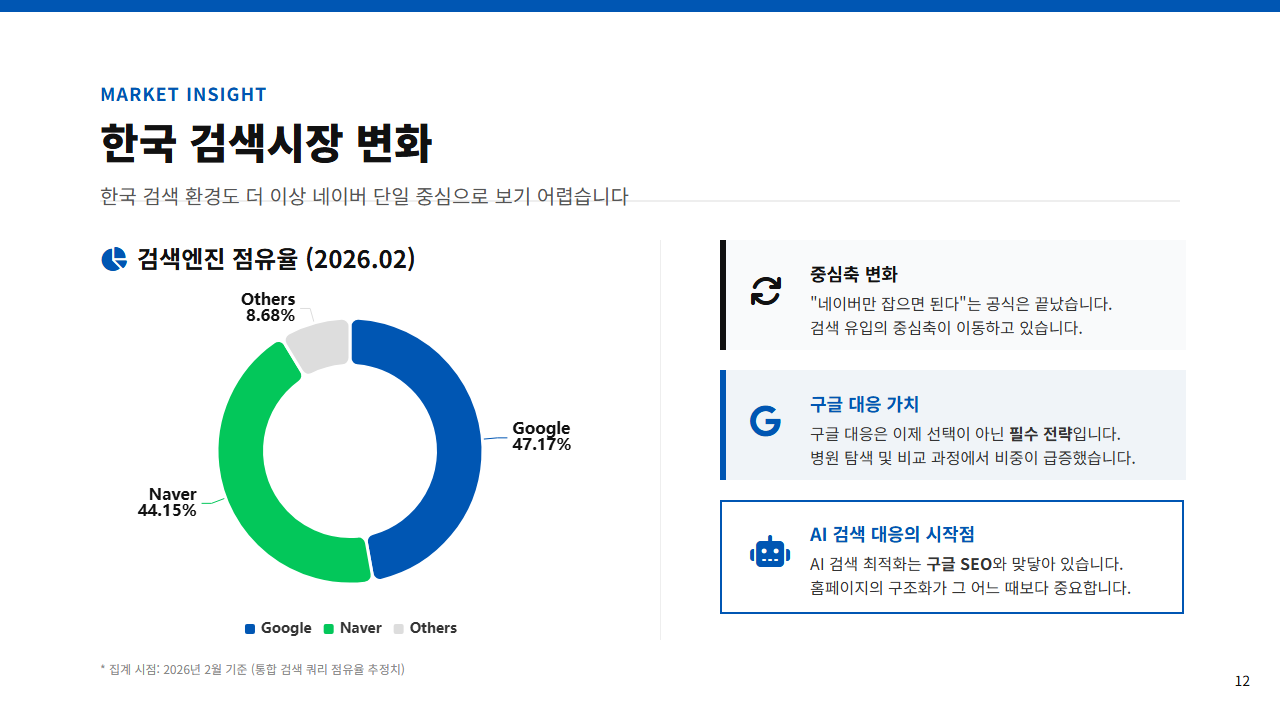 MARKET INSIGHT
한국 검색시장 변화
한국 검색 환경도 더 이상 네이버 단일 중심으로 보기 어렵습니다
검색엔진 점유율 (2026.02)
Others
8.68%
Google
47.17%
Naver
44.15%
Google Naver Others
* 집계 시점: 2026년 2월 기준 (통합 검색 쿼리 점유율 추정치)
중심축 변화
"네이버만 잡으면 된다"는 공식은 끝났습니다.
검색 유입의 중심축이 이동하고 있습니다.
구글 대응 가치
구글 대응은 이제 선택이 아닌 필수 전략입니다.
병원 탐색 및 비교 과정에서 비중이 급증했습니다.
AI 검색 대응의 시작점
AI 검색 최적화는 구글 SEO와 맞닿아 있습니다.
홈페이지의 구조화가 그 어느 때보다 중요합니다.
12